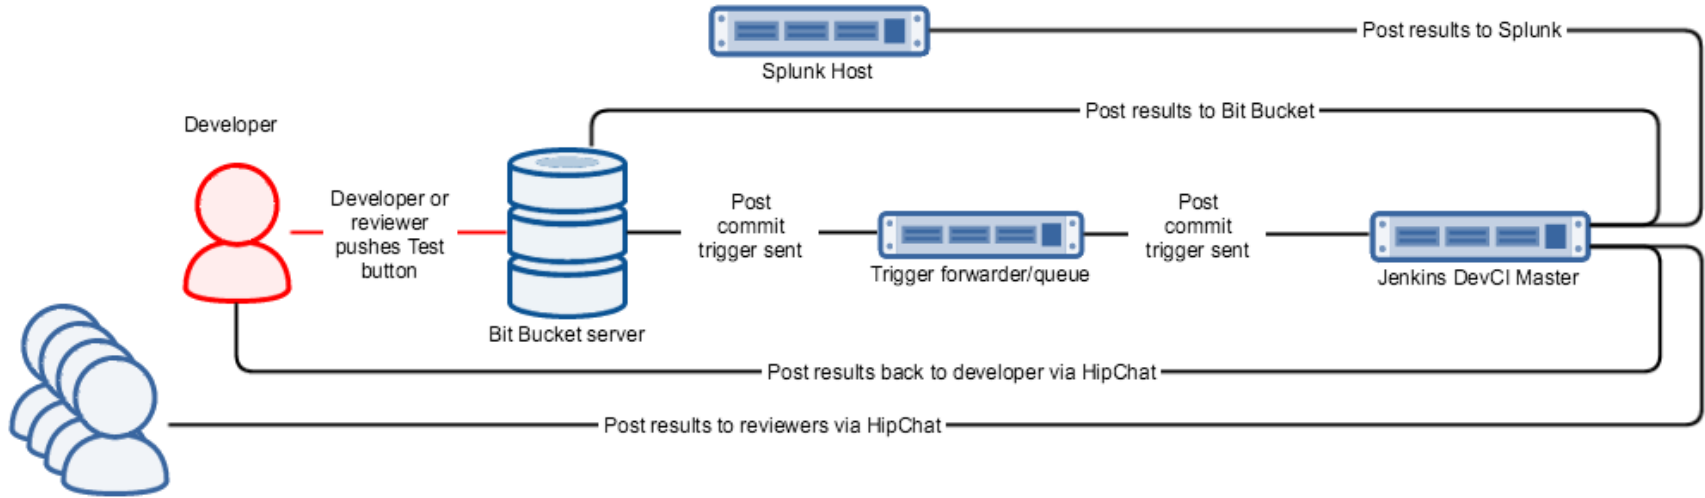 Post results to Splunk
Splunk Host
Post results to Bit Bucket
Developer
Developer or
reviewer
pushes Test
button
Post
commit
trigger sent
Post
commit
trigger sent
Trigger forwarder/queue
Jenkins DevCI Master
Bit Bucket server
Post results back to developer via HipChat
Post results to reviewers via HipChat